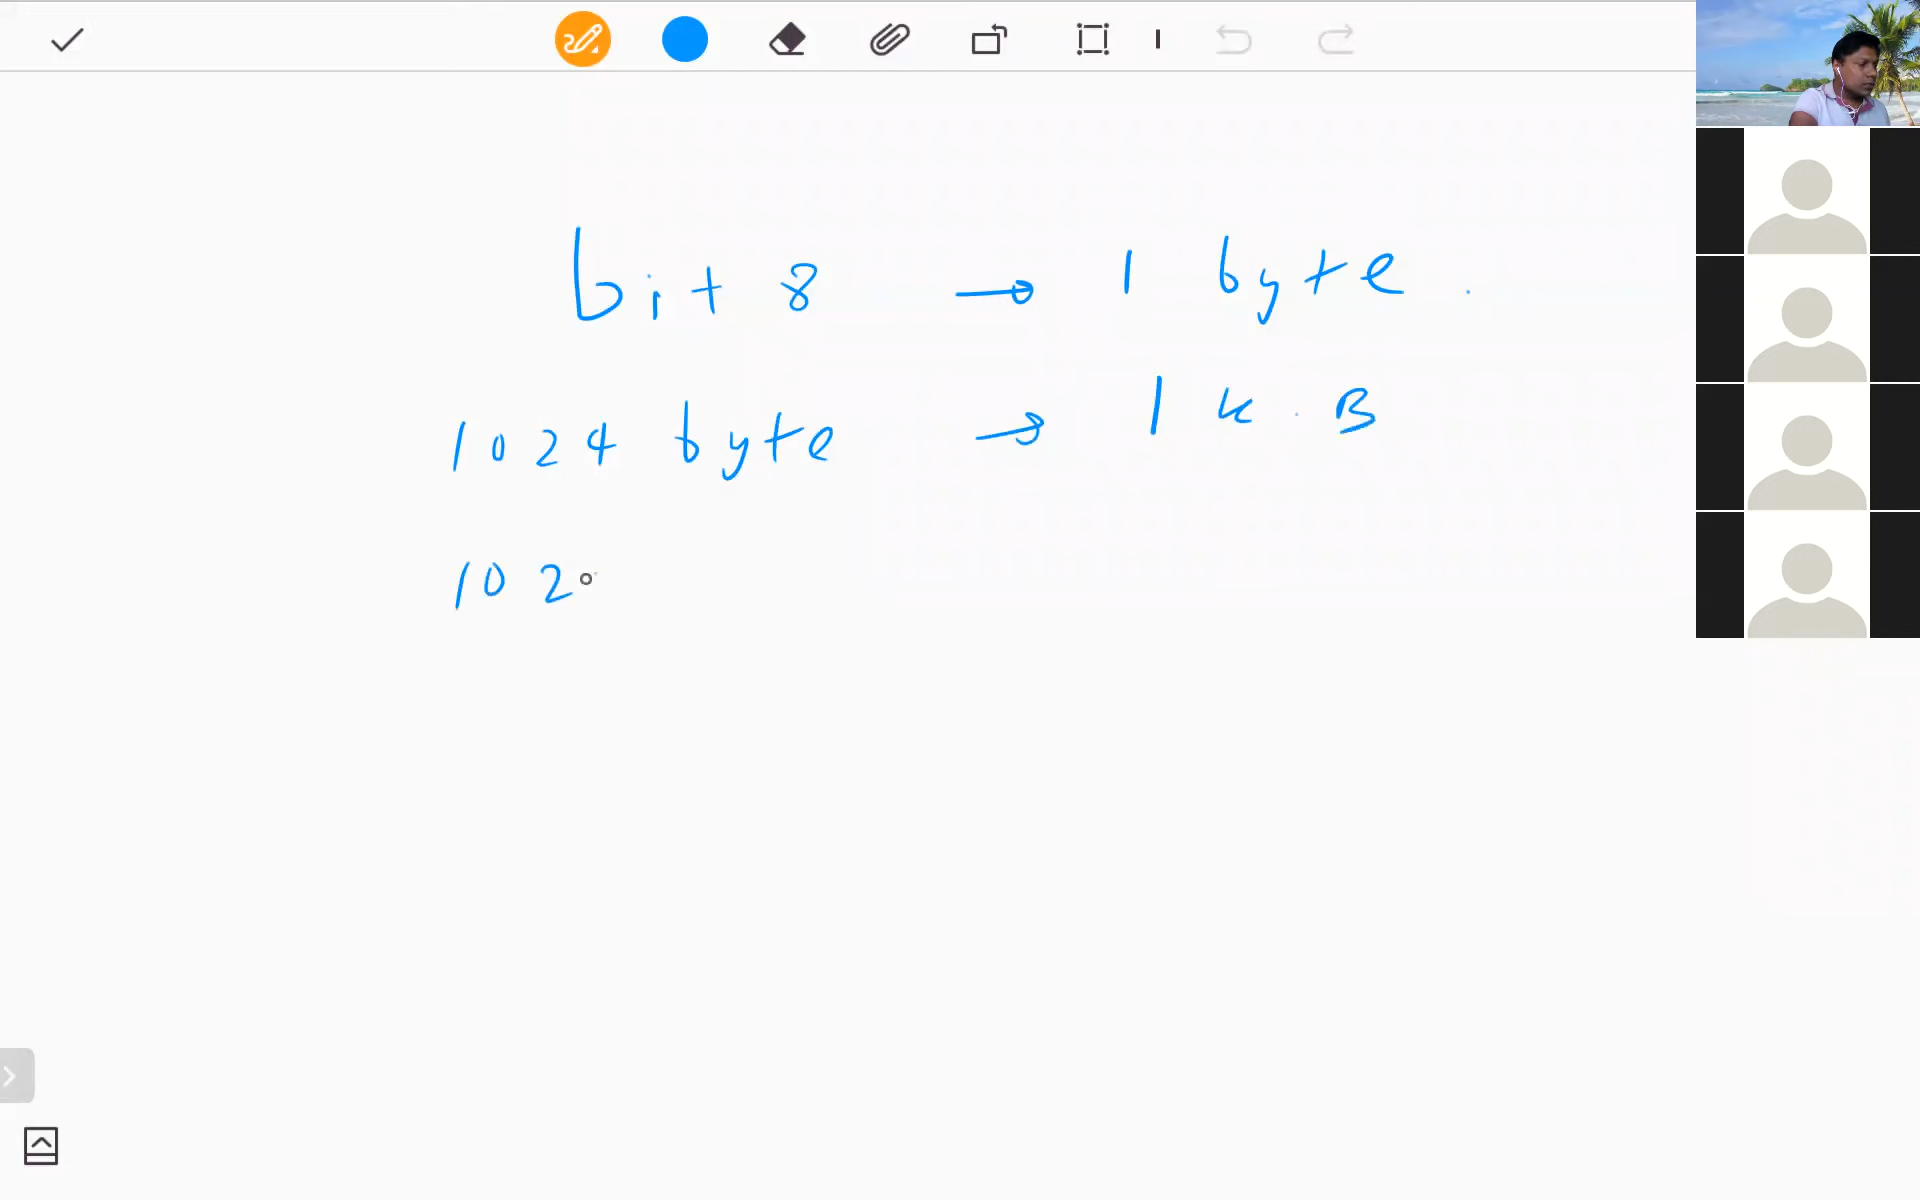 bit 8 → 1 byte .
1024 byte → 1 K . B
102